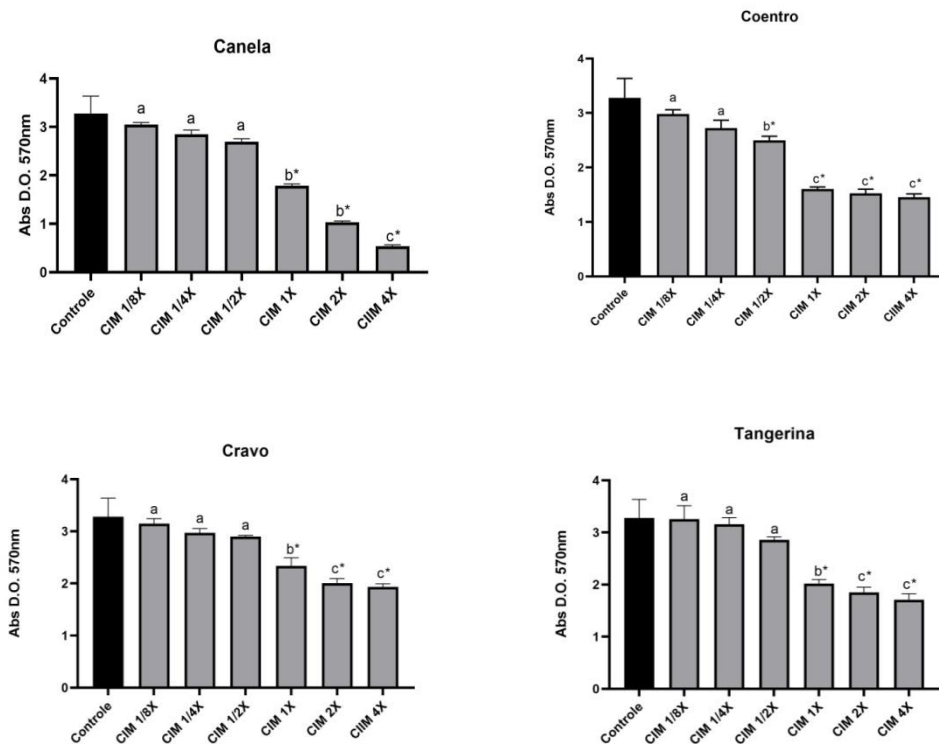 Canela
Abs D.O. 570nm
4
3
2
1
0
a
a
a
b*
b*
c*
Controle
CIM 1/8X
CIM 1/4X
CIM 1/2X
CIM 1X
CIM 2X
CIIM 4X
Coentro
Abs D.O. 570nm
4
3
2
1
0
a
a
b*
c*
c*
c*
Controle
CIM 1/8X
CIM 1/4X
CIM 1/2X
CIM 1X
CIM 2X
CIIM 4X
Cravo
Abs D.O. 570nm
4
3
2
1
0
a
a
a
b*
c*
c*
Controle
CIM 1/8X
CIM 1/4X
CIM 1/2X
CIM 1X
CIM 2X
CIIM 4X
Tangerina
Abs D.O. 570nm
4
3
2
1
0
a
a
a
b*
c*
c*
Controle
CIM 1/8X
CIM 1/4X
CIM 1/2X
CIM 1X
CIM 2X
CIIM 4X